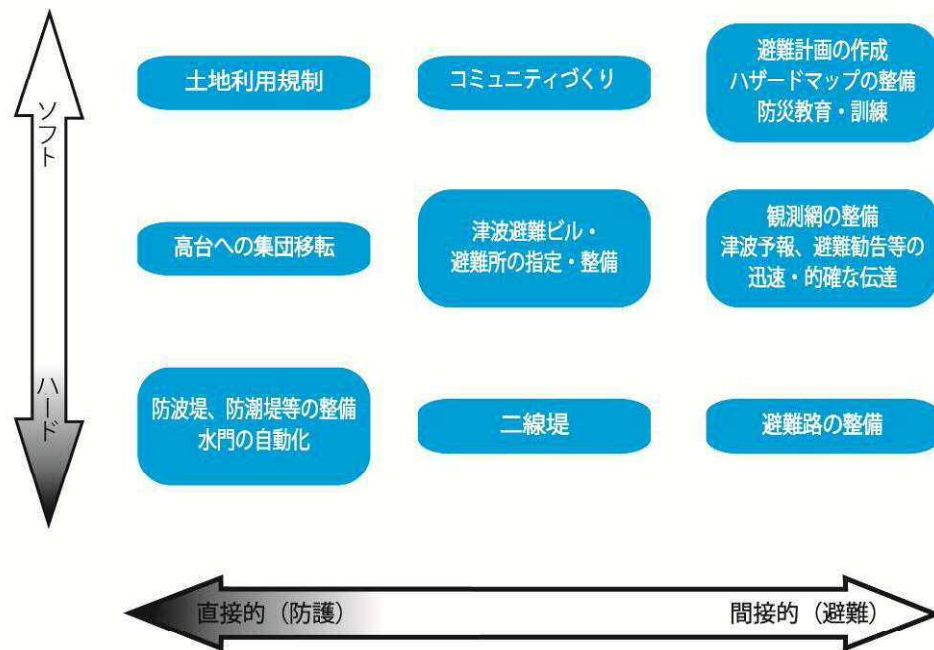 ソフト
土地利用規制
コミュニティづくり
避難計画の作成
ハザードマップの整備
防災教育・訓練
高台への集団移転
津波避難ビル・
避難所の指定・整備
観測網の整備
津波予報、避難勧告等の
迅速・的確な伝達
ハード
防波堤、防潮堤等の整備
水門の自動化
二線堤
避難路の整備
直接的（防護）
間接的（避難）